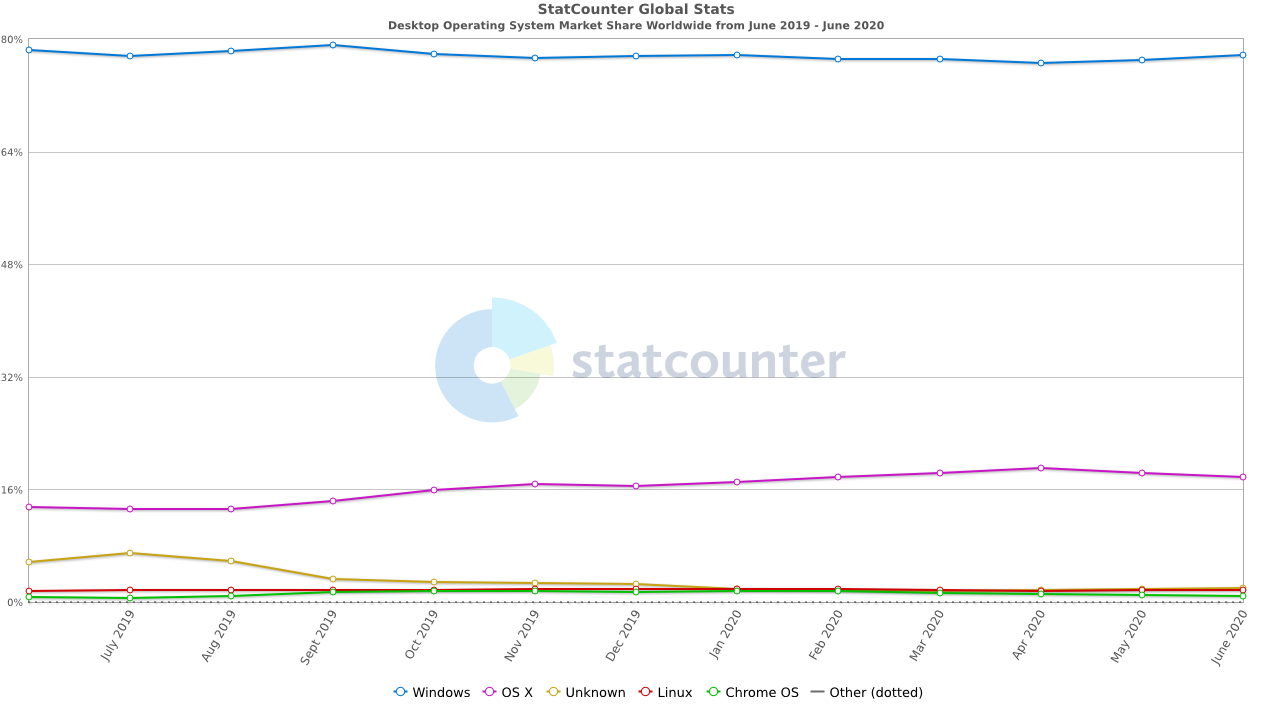 StatCounter Global Stats
Desktop Operating System Market Share Worldwide from June 2019 - June 2020
80%
64%
48%
32%
16%
0%
statcounter
July 2019
Aug 2019
Sept 2019
Oct 2019
Nov 2019
Dec 2019
Jan 2020
Feb 2020
Mar 2020
Apr 2020
May 2020
June 2020
Windows OS X Unknown Linux Chrome OS Other (dotted)